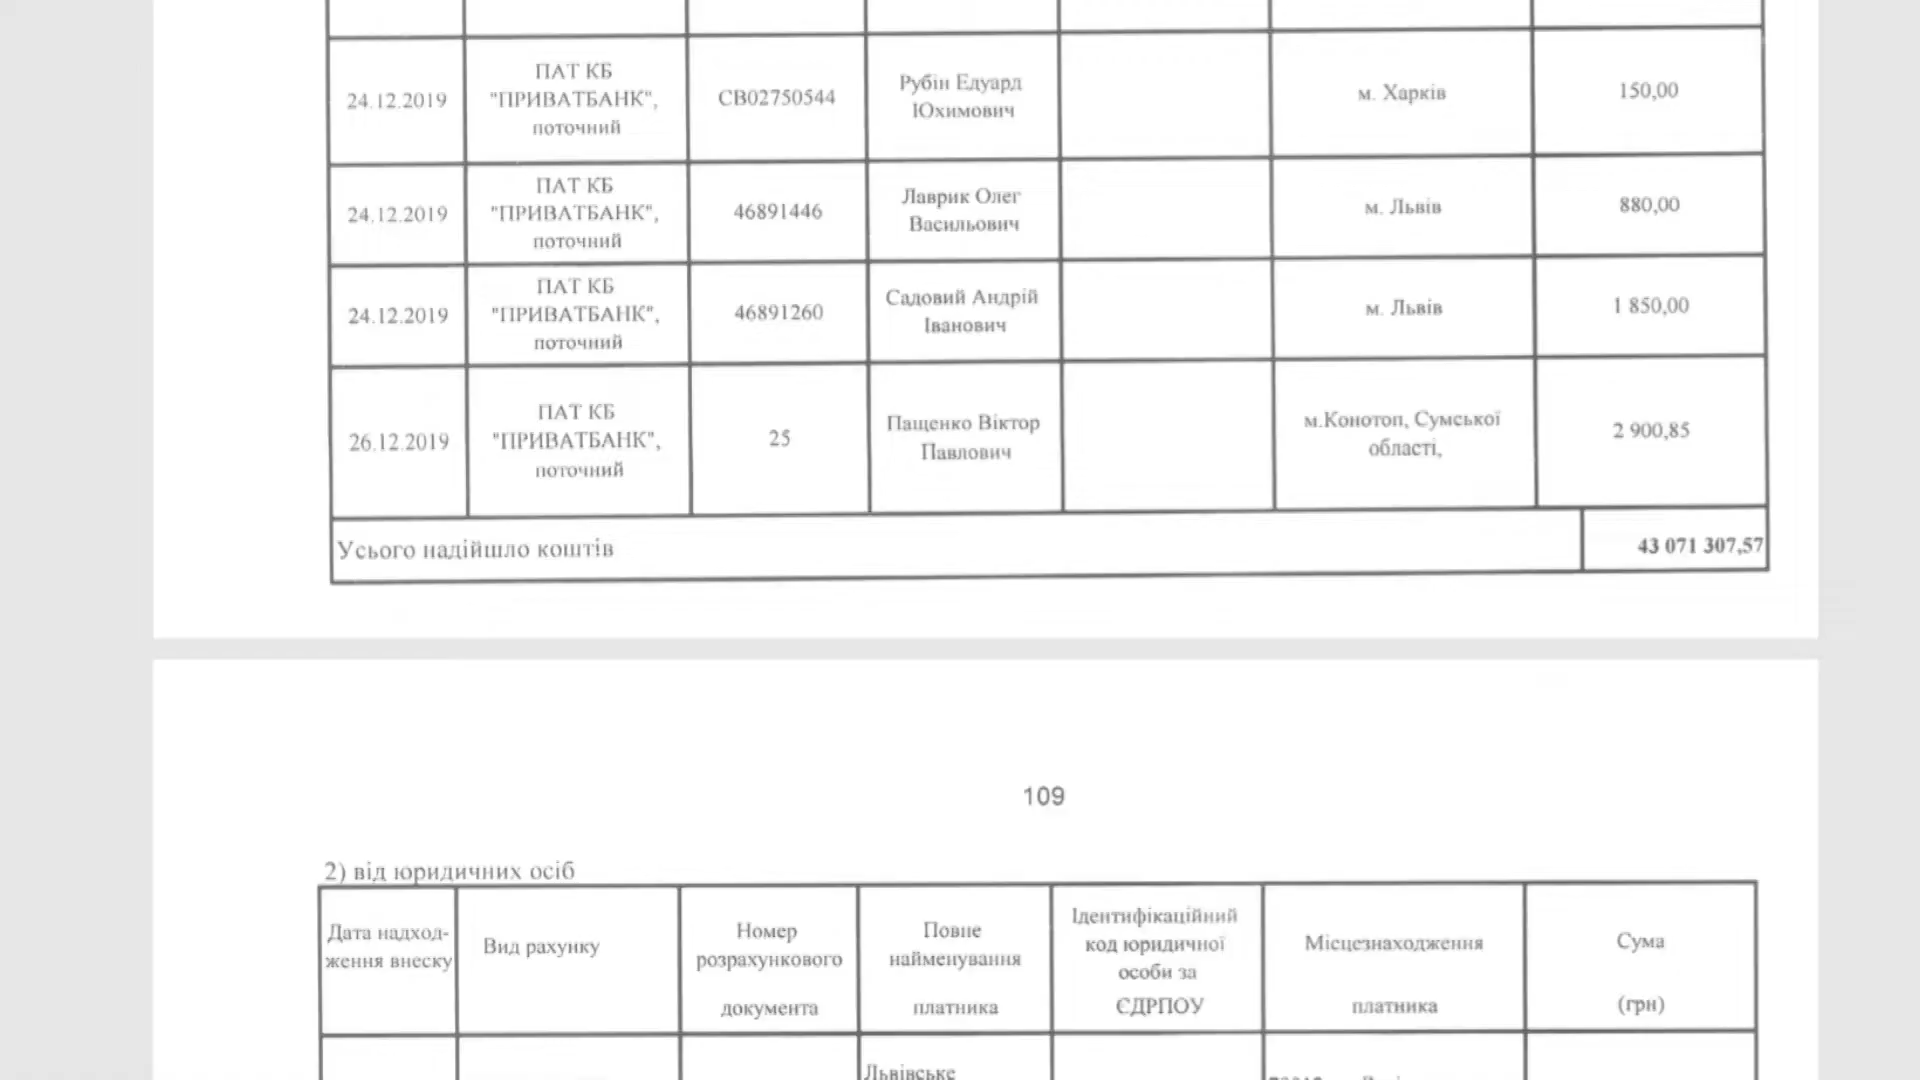 24.12.2019
ПАТ КБ
"ПРИВАТБАНК",
поточний
СВ02750544
Рубін Едуард
Юхимович
м. Харків
150,00
24.12.2019
ПАТ КБ
"ПРИВАТБАНК",
поточний
46891446
Лаврик Олег
Васильович
м. Львів
880,00
24.12.2019
ПАТ КБ
"ПРИВАТБАНК",
поточний
46891260
Садовий Андрій
Іванович
м. Львів
1 850,00
26.12.2019
ПАТ КБ
"ПРИВАТБАНК",
поточний
25
Пащенко Віктор
Павлович
м.Конотоп, Сумської
області,
2 900,85
Усього надійшло коштів
43 071 307,57
109
2) від юридичних осіб
Дата надход-
ження внеску
Вид рахунку
Номер
розрахункового
документа
Повне
найменування
платника
Ідентифікаційний
код юридичної
особи за
ЄДРПОУ
Місцезнаходження
платника
Сума
(грн)
Львівське